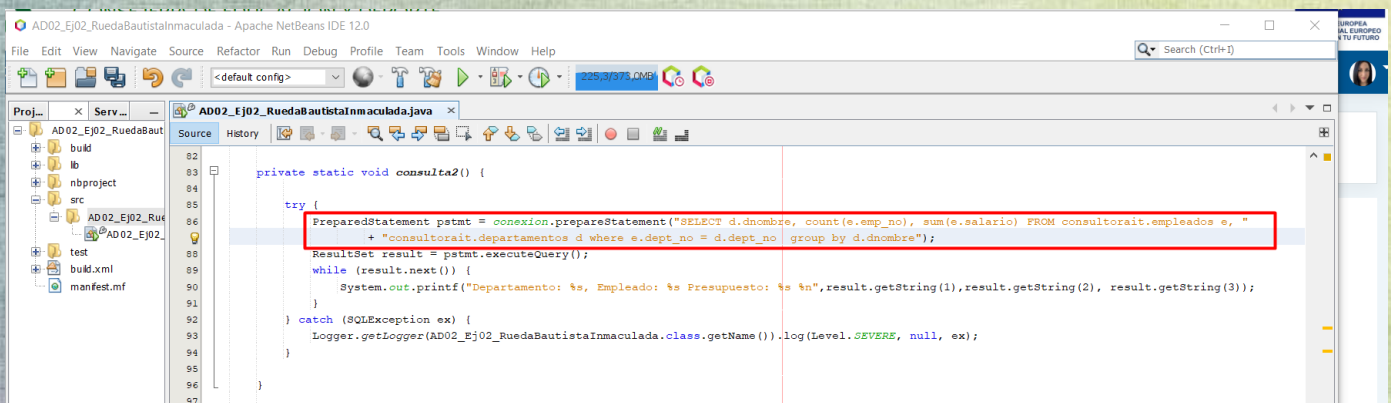 AD02_Ej02_RuedaBautistaInmaculada - Apache NetBeans IDE 12.0
UROPEA
IAL EUROPEO
N TU FUTURO
File Edit View Navigate Source Refactor Run Debug Profile Team Tools Window Help
Search (Ctrl+I)
<default config>
225,3/373,0MB
Proj... × Serv... —
AD02_Ej02_RuedaBautistaInmaculada.java ×
AD02_Ej02_RuedaBaut
build
lib
nbproject
src
AD02_Ej02_Rue
AD02_Ej02_
test
build.xml
manifest.mf
Source History
82
83 private static void consulta2() {
84
85 try {
86 PreparedStatement pstmt = conexion.prepareStatement("SELECT d.dnombre, count(e.emp_no), sum(e.salario) FROM consultorait.empleados e, "
+ "consultorait.departamentos d where e.dept_no = d.dept_no  group by d.dnombre");
88 ResultSet result = pstmt.executeQuery();
89 while (result.next()) {
90 System.out.printf("Departamento: %s, Empleado: %s Presupuesto: %s %n",result.getString(1),result.getString(2), result.getString(3));
91 }
92 } catch (SQLException ex) {
93 Logger.getLogger(AD02_Ej02_RuedaBautistaInmaculada.class.getName()).log(Level.SEVERE, null, ex);
94 }
95
96 }
97